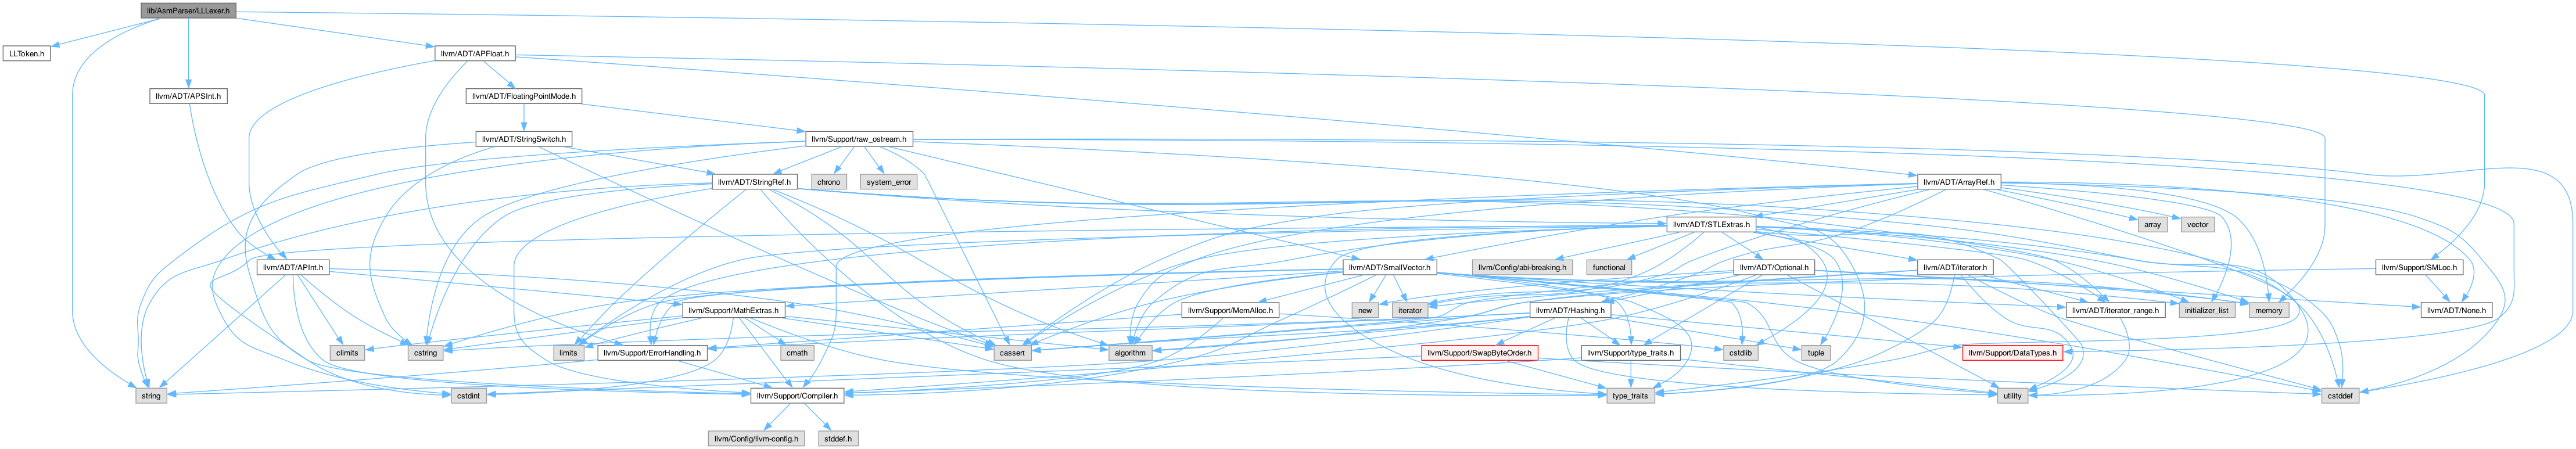 lib/AsmParser/LLLexer.h
LLToken.h
llvm/ADT/APFloat.h
llvm/ADT/APSInt.h
llvm/ADT/FloatingPointMode.h
llvm/ADT/StringSwitch.h
llvm/Support/raw_ostream.h
llvm/ADT/StringRef.h
chrono
system_error
llvm/ADT/ArrayRef.h
llvm/ADT/STLExtras.h
array
vector
llvm/ADT/APInt.h
llvm/ADT/SmallVector.h
llvm/Config/abi-breaking.h
functional
llvm/ADT/Optional.h
llvm/ADT/iterator.h
llvm/Support/SMLoc.h
llvm/Support/MathExtras.h
llvm/Support/MemAlloc.h
new
iterator
llvm/ADT/Hashing.h
llvm/ADT/iterator_range.h
initializer_list
memory
llvm/ADT/None.h
climits
cstring
limits
llvm/Support/ErrorHandling.h
cmath
cassert
algorithm
cstdlib
llvm/Support/SwapByteOrder.h
llvm/Support/type_traits.h
tuple
llvm/Support/DataTypes.h
string
cstdint
llvm/Support/Compiler.h
type_traits
utility
cstddef
llvm/Config/llvm-config.h
stddef.h